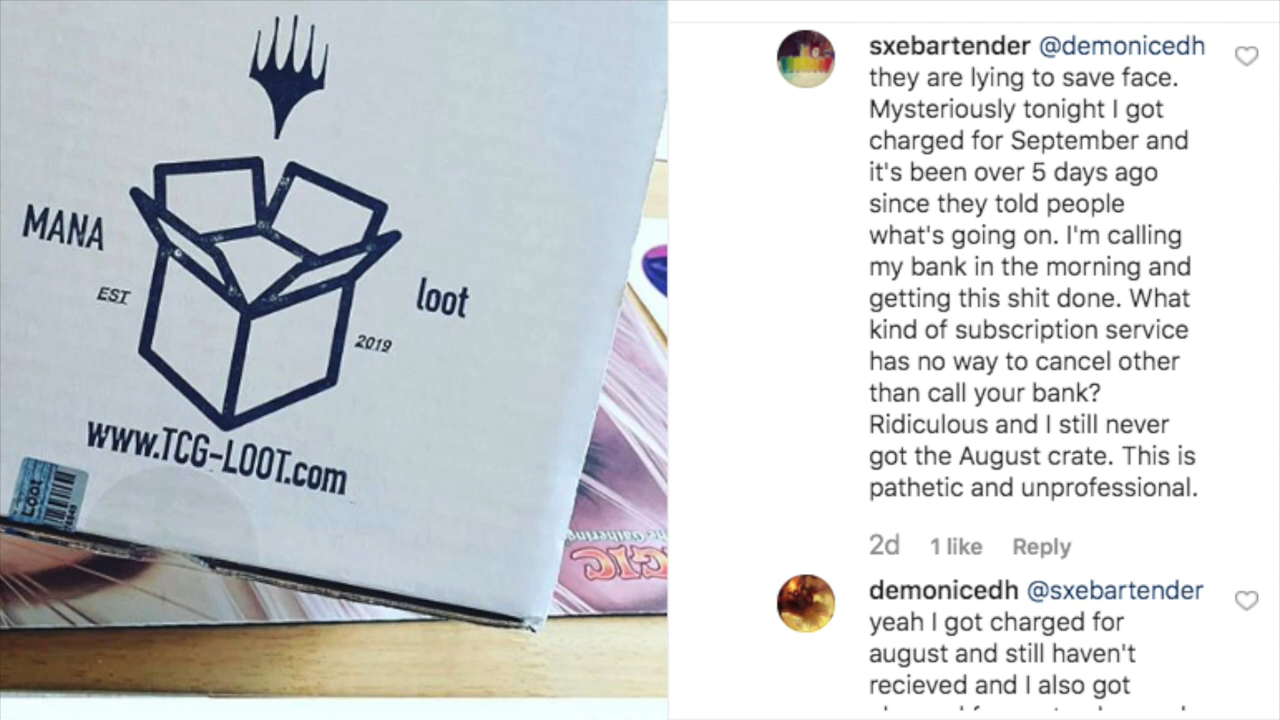 MANA
loot
EST
2019
www.TCG-LOOT.com
LOOT
The Gathering
sxebartender @demonicedh
they are lying to save face.
Mysteriously tonight I got
charged for September and
it's been over 5 days ago
since they told people
what's going on. I'm calling
my bank in the morning and
getting this shit done. What
kind of subscription service
has no way to cancel other
than call your bank?
Ridiculous and I still never
got the August crate. This is
pathetic and unprofessional.
2d 1 like Reply
demonicedh @sxebartender
yeah I got charged for
august and still haven't
recieved and I also got